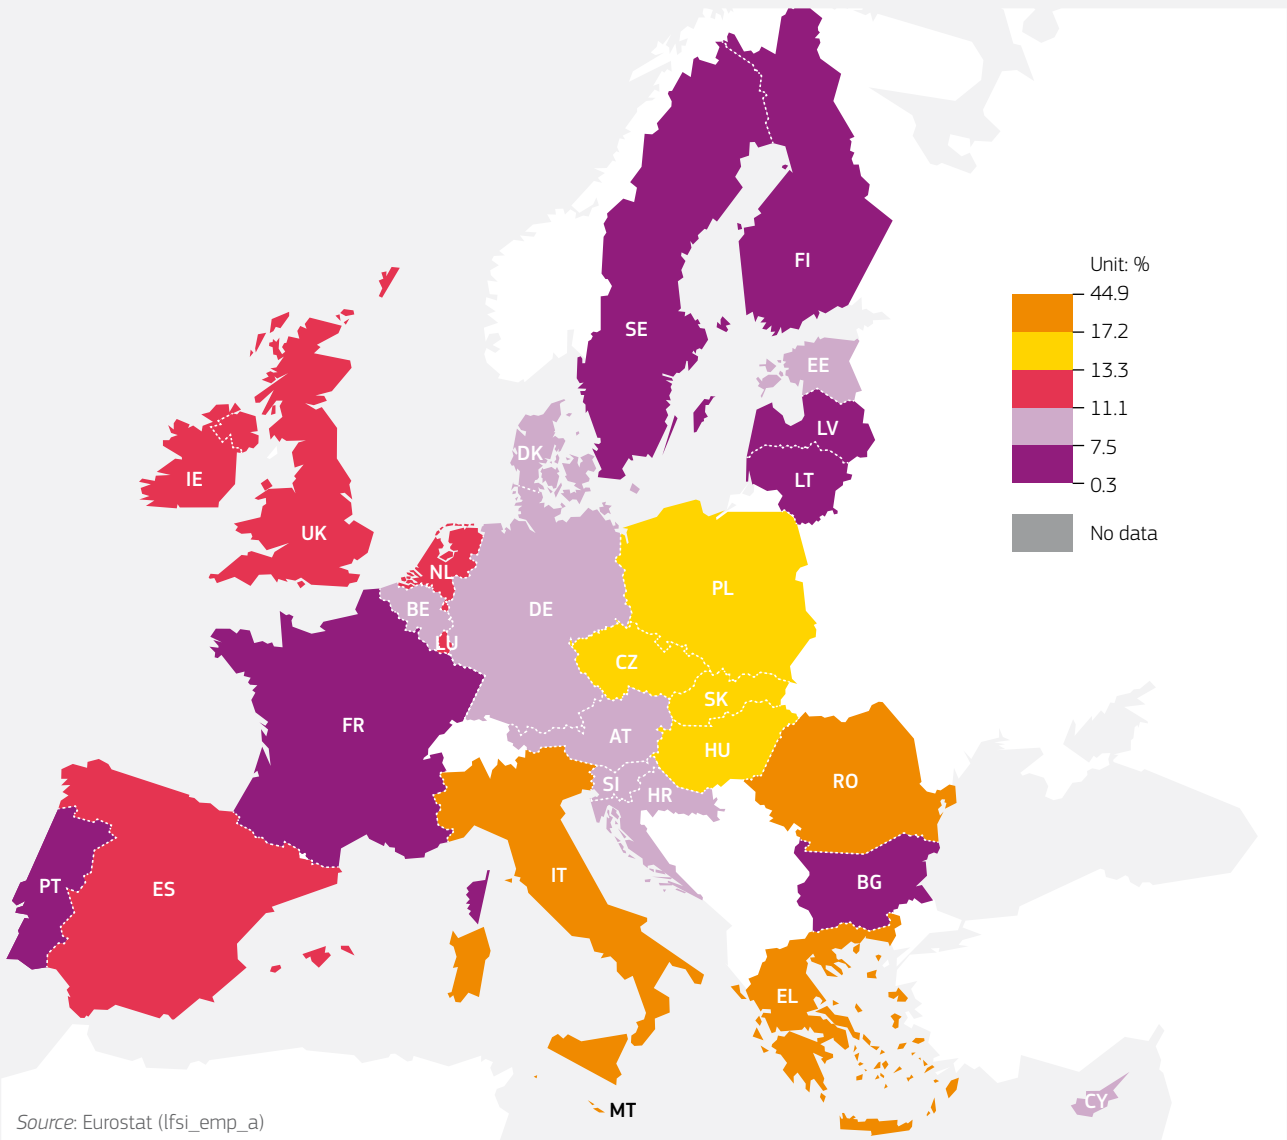 FI
Unit: %
44.9
SE
17.2
EE
13.3
11.1
LV
DK
7.5
IE
LT
0.3
UK
No data
NL
PL
BE
DE
LU
CZ
SK
FR
AT
HU
SI
RO
HR
PT
ES
IT
BG
EL
CY
MT
Source: Eurostat (lfsi_emp_a)